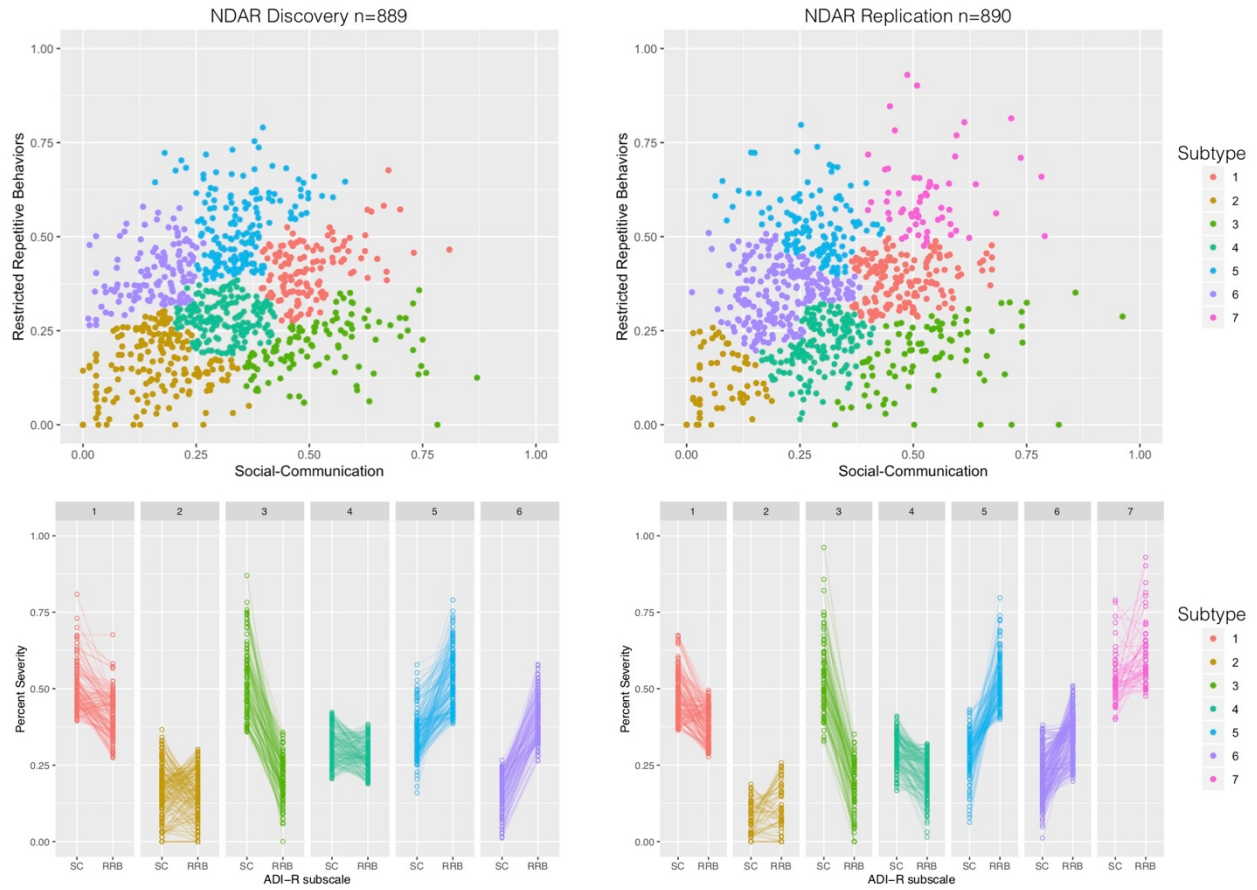 NDAR Discovery n=889
NDAR Replication n=890
1.00
0.75
0.50
0.25
0.00
Restricted Repetitive Behaviors
0.00 0.25 0.50 0.75 1.00
Social-Communication
1.00
0.75
0.50
0.25
0.00
Restricted Repetitive Behaviors
0.00 0.25 0.50 0.75 1.00
Social-Communication
Subtype
1
2
3
4
5
6
7
1 2 3 4 5 6
1.00
0.75
0.50
0.25
0.00
Percent Severity
SC RRB SC RRB SC RRB SC RRB SC RRB SC RRB
ADI-R subscale
1 2 3 4 5 6 7
1.00
0.75
0.50
0.25
0.00
Percent Severity
SC RRB SC RRB SC RRB SC RRB SC RRB SC RRB SC RRB
ADI-R subscale
Subtype
1
2
3
4
5
6
7